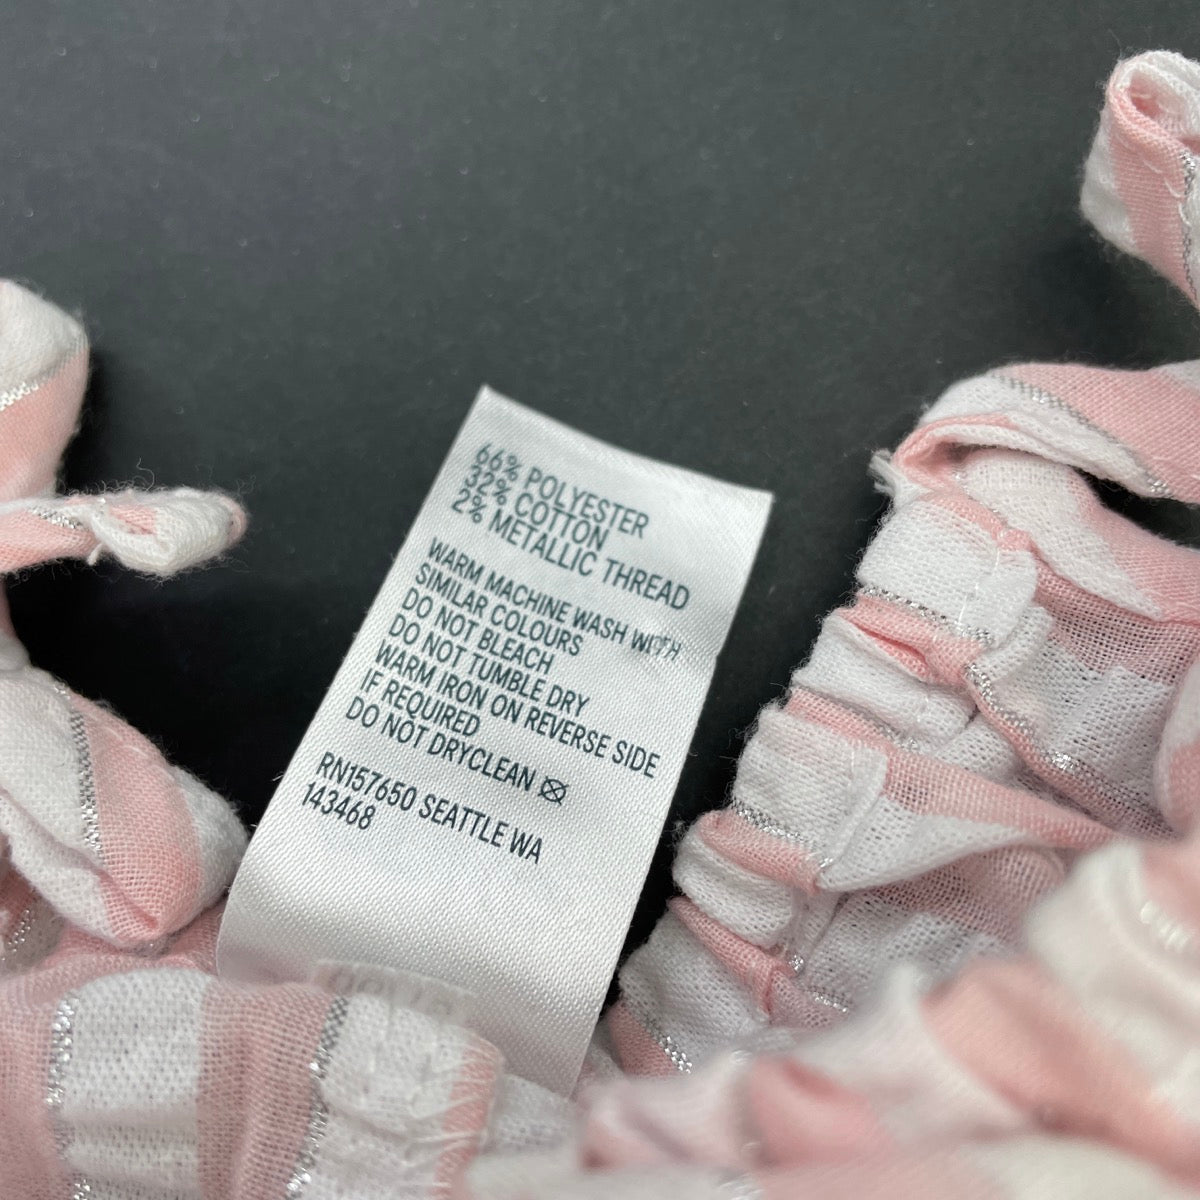 66% POLYESTER
32% COTTON
2% METALLIC THREAD
WARM MACHINE WASH WITH
SIMILAR COLOURS
DO NOT BLEACH
DO NOT TUMBLE DRY
WARM IRON ON REVERSE SIDE
IF REQUIRED
DO NOT DRYCLEAN
RN157650 SEATTLE WA
143468